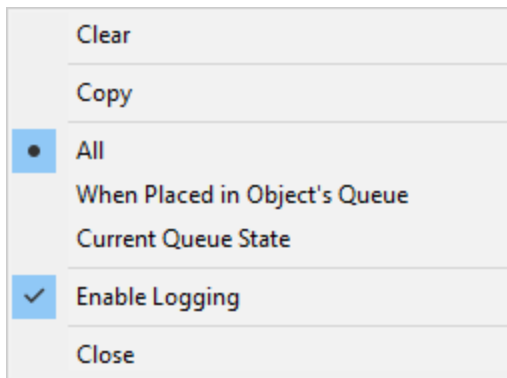 Clear
Copy
All
When Placed in Object's Queue
Current Queue State
Enable Logging
Close